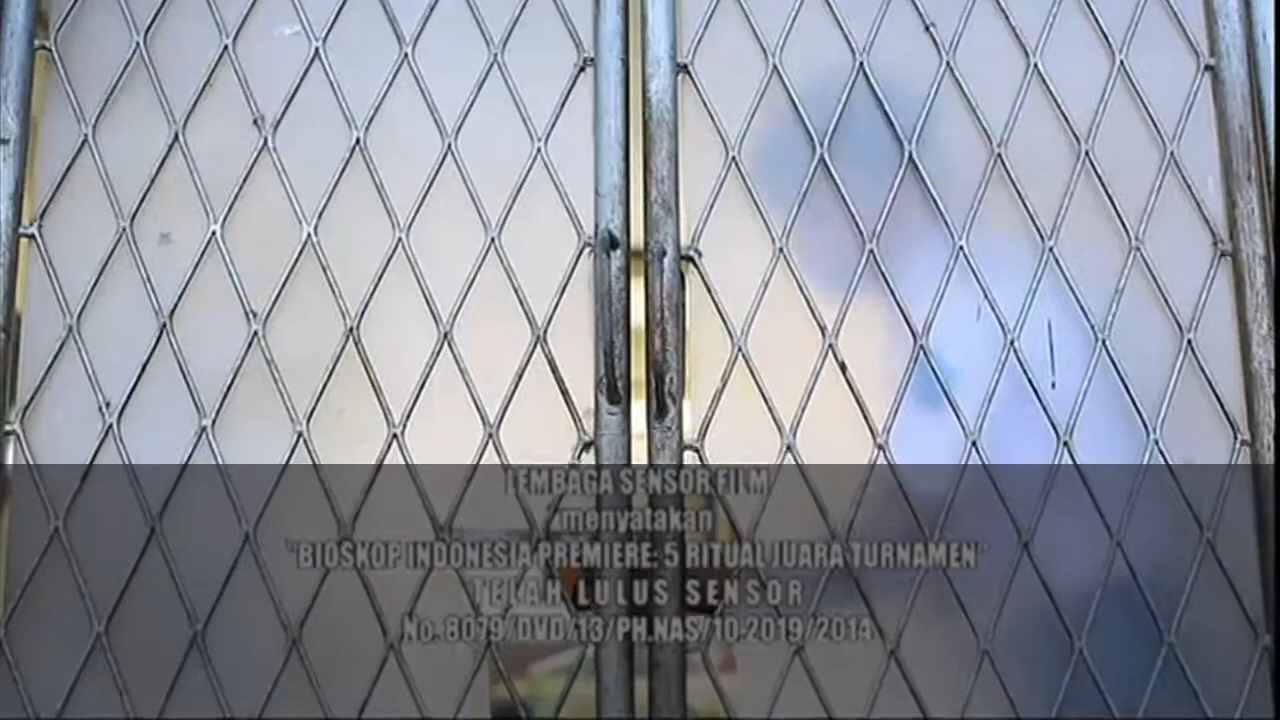 LEMBAGA SENSOR FILM
menyatakan
"BIOSKOP INDONESIA PREMIERE: 5 RITUAL JUARA TURNAMEN"
TELAH LULUS SENSOR
No. 8079/DVD/13/PH.NAS/10.2019/2014